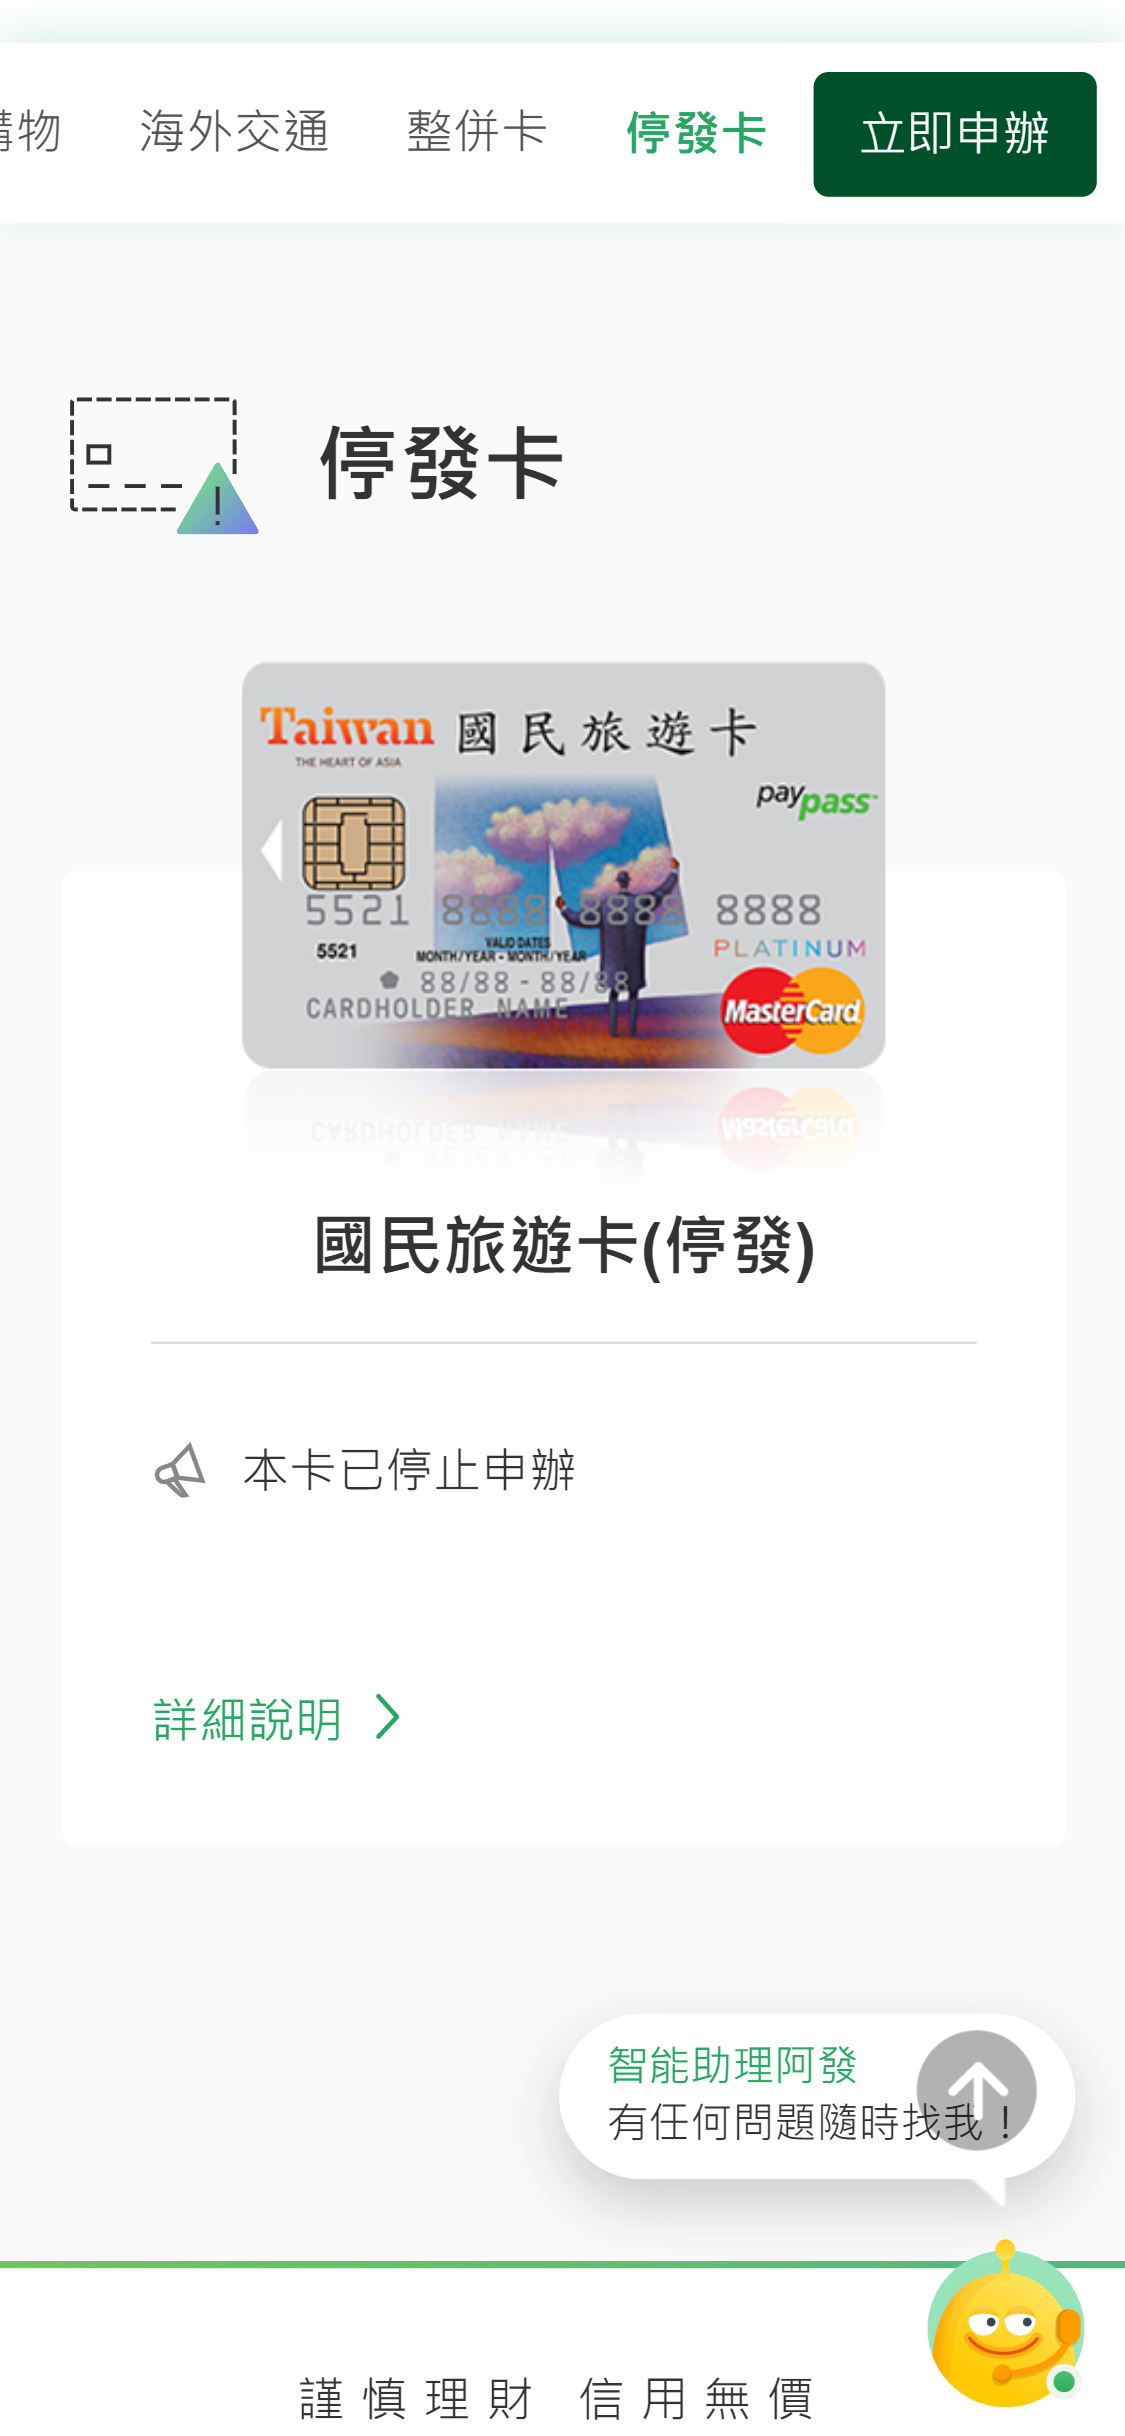 購物 海外交通 整併卡 停發卡 立即申辦
停發卡
Taiwan 國民旅遊卡
THE HEART OF ASIA
paypass
5521 8888 8888 8888
5521 VALID DATES
MONTH/YEAR - MONTH/YEAR
PLATINUM
88/88 - 88/88
CARDHOLDER NAME
MasterCard
國民旅遊卡(停發)
本卡已停止申辦
詳細說明
智能助理阿發
有任何問題隨時找我！
謹慎理財 信用無價